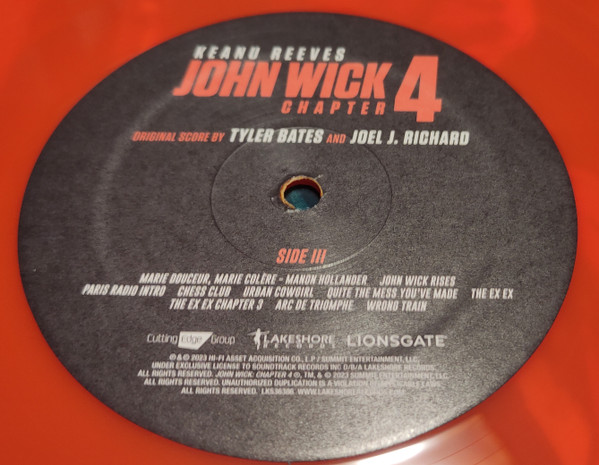 KEANU REEVES
JOHN WICK
CHAPTER 4
ORIGINAL SCORE BY TYLER BATES AND JOEL J. RICHARD
SIDE III
MARIE DOUCEUR, MARIE COLÈRE - MANON HOLLANDER JOHN WICK RISES
PARIS RADIO INTRO CHESS CLUB URBAN COWGIRL QUITE THE MESS YOU'VE MADE THE EX EX
THE EX EX CHAPTER 3 ARC DE TRIOMPHE WRONG TRAIN
Cutting Edge Group LAKESHORE RECORDS LIONSGATE
℗ & © 2023 HI-FI ASSET ACQUISITION CO., L.P / SUMMIT ENTERTAINMENT, LLC,
UNDER EXCLUSIVE LICENSE TO SOUNDTRACK RECORDS INC D/B/A LAKESHORE RECORDS.
ALL RIGHTS RESERVED. JOHN WICK: CHAPTER 4 ®, TM, & © 2023 SUMMIT ENTERTAINMENT, LLC.
ALL RIGHTS RESERVED. UNAUTHORIZED DUPLICATION IS A VIOLATION OF APPLICABLE LAWS.
ALL RIGHTS RESERVED.